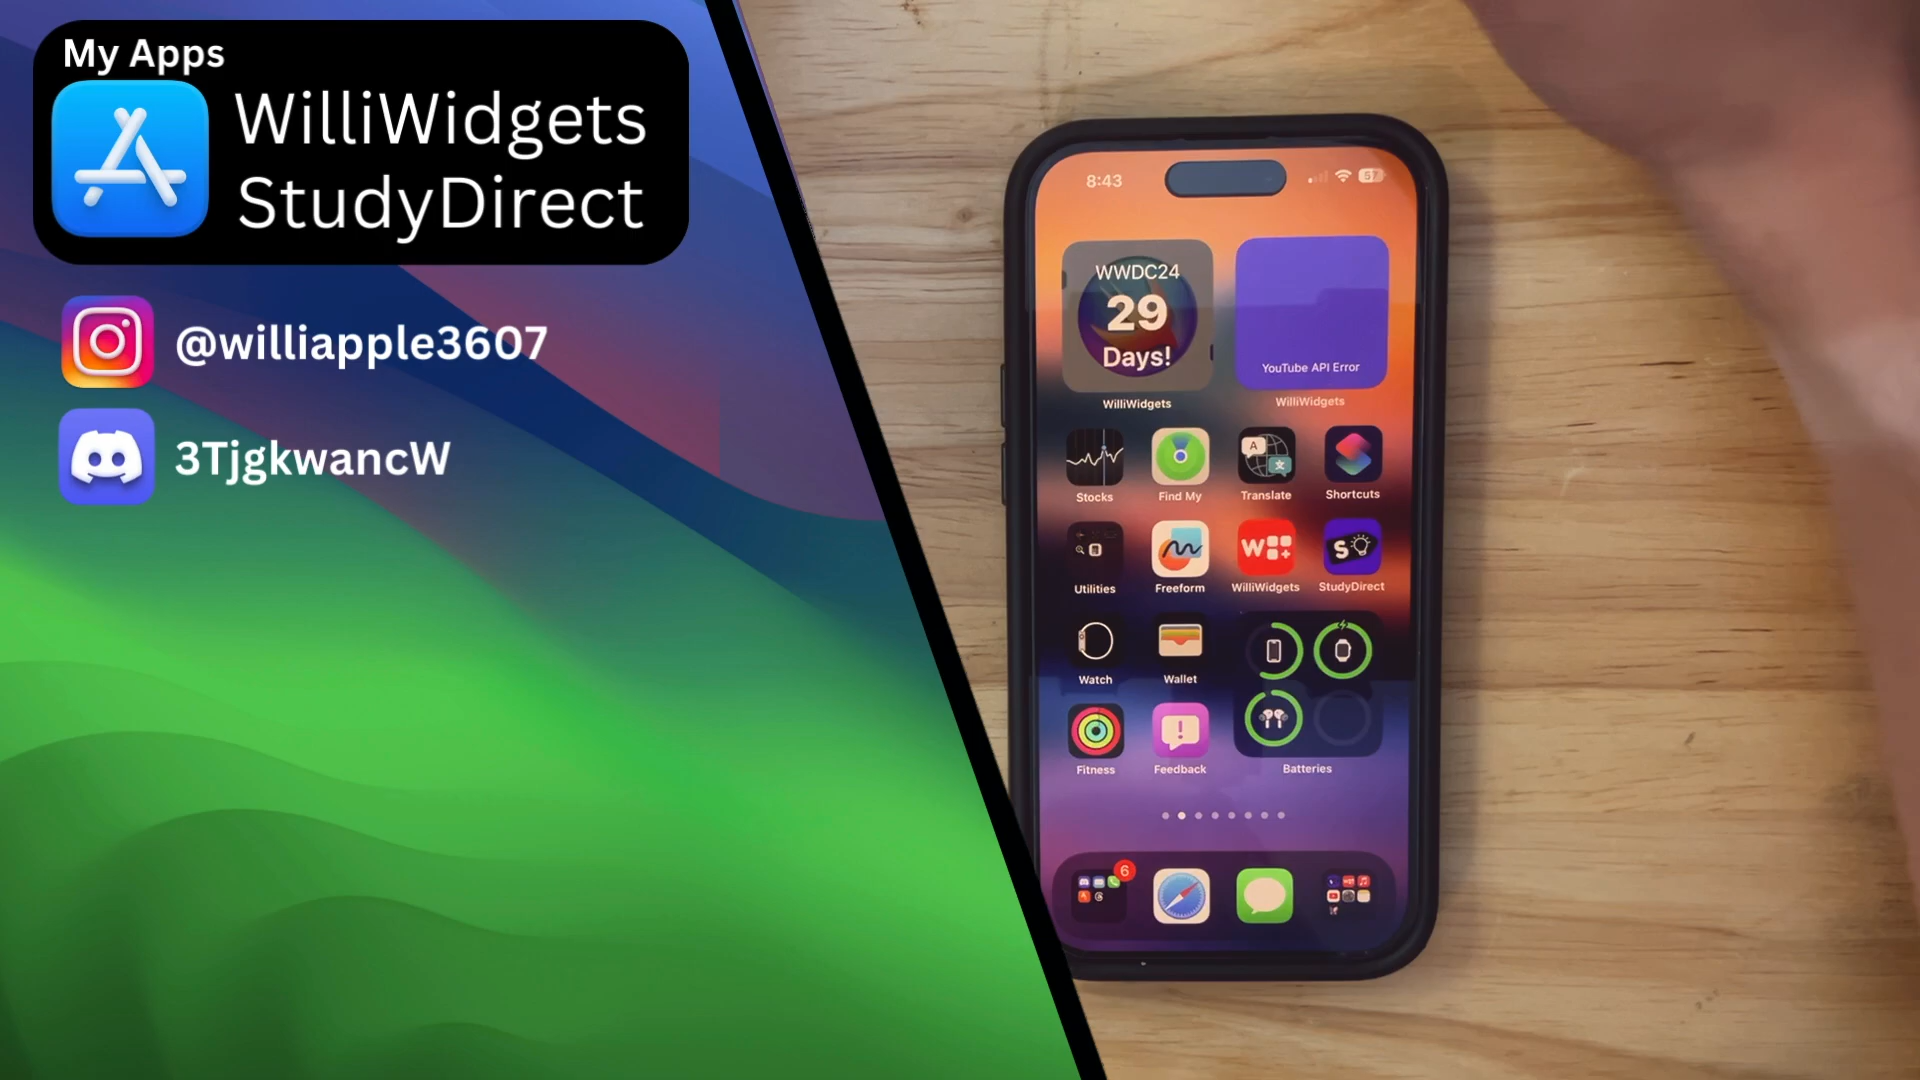 My Apps
WilliWidgets
StudyDirect
@williapple3607
3TjgkwancW
8:43
57
WWDC24
29
Days!
YouTube API Error
WilliWidgets
WilliWidgets
Stocks
Find My
Translate
Shortcuts
Utilities
Freeform
WilliWidgets
StudyDirect
Watch
Wallet
Fitness
Feedback
Batteries
6